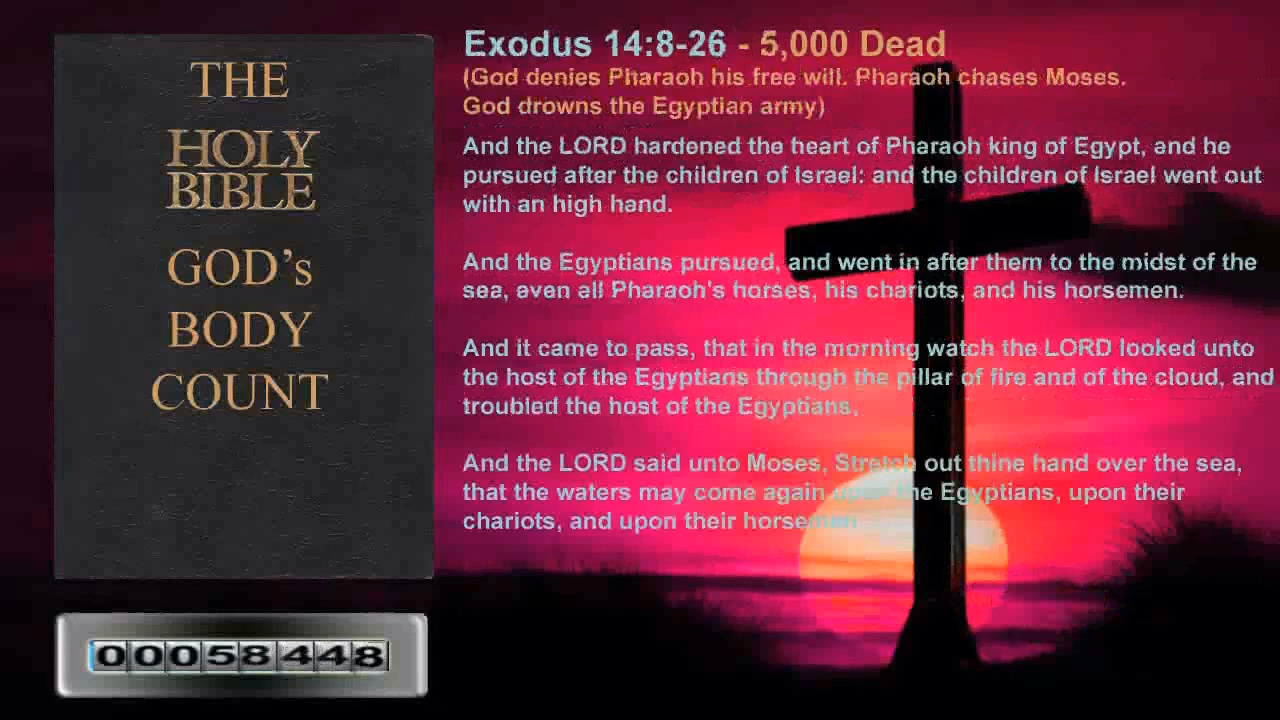 THE
HOLY
BIBLE
GOD's
BODY
COUNT
00058448
Exodus 14:8-26 - 5,000 Dead
(God denies Pharaoh his free will. Pharaoh chases Moses.
God drowns the Egyptian army)
And the LORD hardened the heart of Pharaoh king of Egypt, and he
pursued after the children of Israel: and the children of Israel went out
with an high hand.
And the Egyptians pursued, and went in after them to the midst of the
sea, even all Pharaoh's horses, his chariots, and his horsemen.
And it came to pass, that in the morning watch the LORD looked unto
the host of the Egyptians through the pillar of fire and of the cloud, and
troubled the host of the Egyptians,
And the LORD said unto Moses, Stretch out thine hand over the sea,
that the waters may come again upon the Egyptians, upon their
chariots, and upon their horsemen